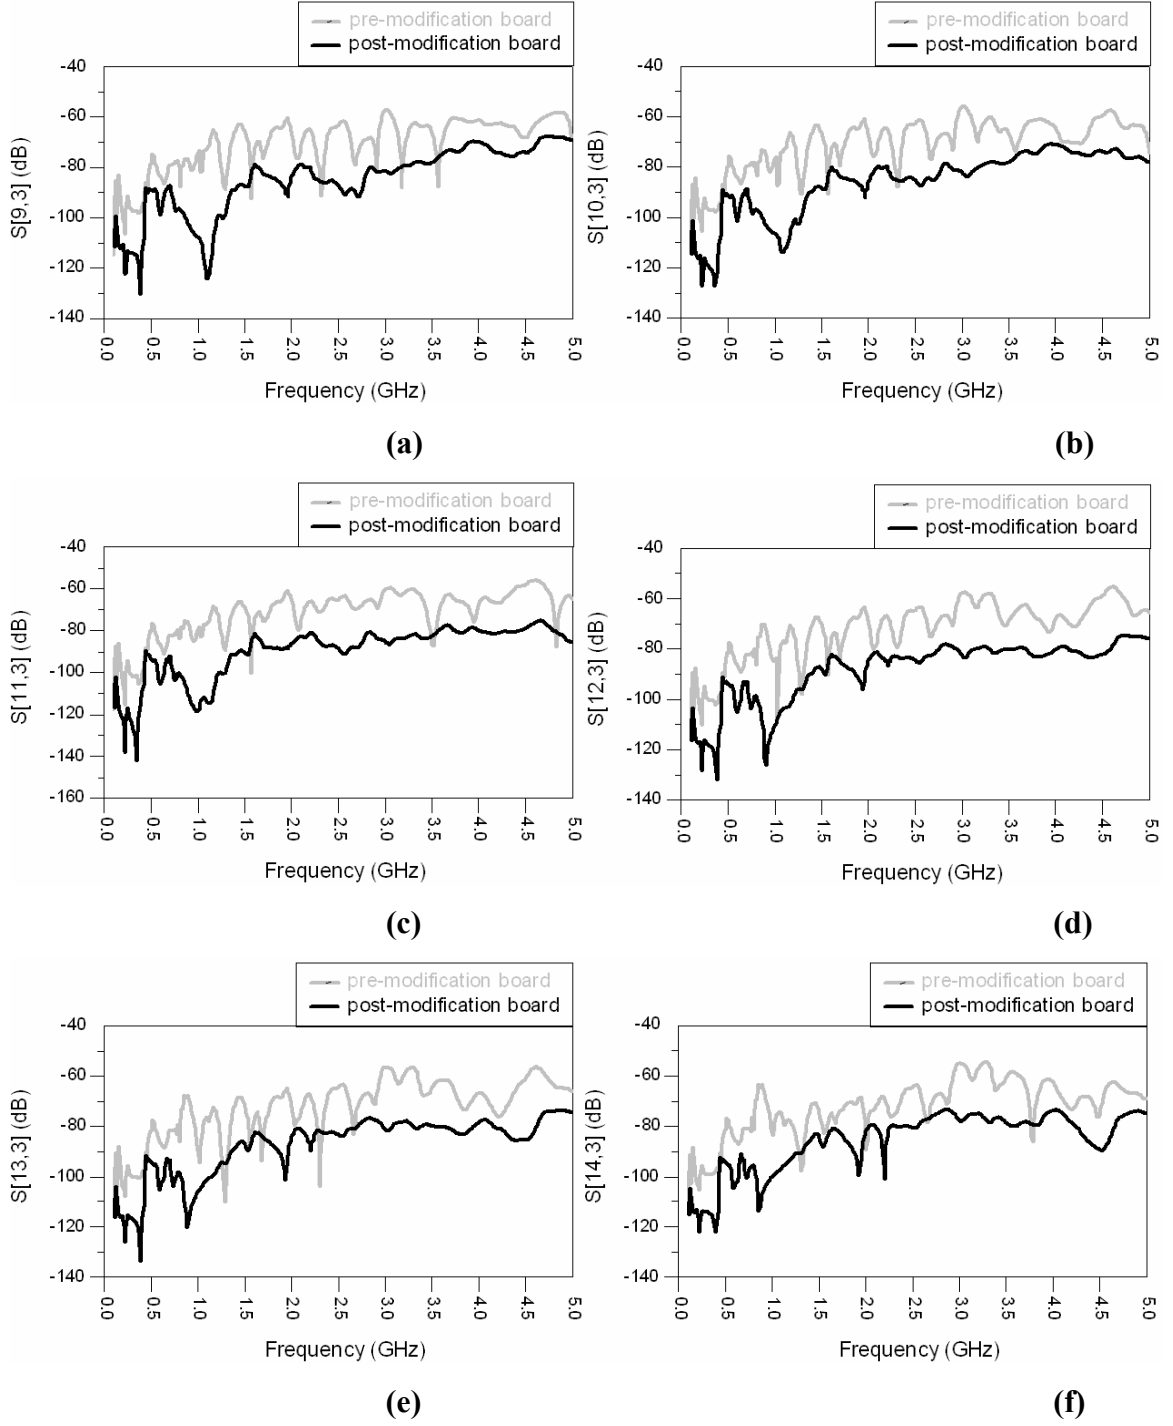 pre-modification board
post-modification board
-40
-60
-80
-100
-120
-140
S[9,3] (dB)
0.0 0.5 1.0 1.5 2.0 2.5 3.0 3.5 4.0 4.5 5.0
Frequency (GHz)
(a)
pre-modification board
post-modification board
-40
-60
-80
-100
-120
-140
S[10,3] (dB)
0.0 0.5 1.0 1.5 2.0 2.5 3.0 3.5 4.0 4.5 5.0
Frequency (GHz)
(b)
pre-modification board
post-modification board
-40
-60
-80
-100
-120
-140
-160
S[11,3] (dB)
0.0 0.5 1.0 1.5 2.0 2.5 3.0 3.5 4.0 4.5 5.0
Frequency (GHz)
(c)
pre-modification board
post-modification board
-40
-60
-80
-100
-120
-140
S[12,3] (dB)
0.0 0.5 1.0 1.5 2.0 2.5 3.0 3.5 4.0 4.5 5.0
Frequency (GHz)
(d)
pre-modification board
post-modification board
-40
-60
-80
-100
-120
-140
S[13,3] (dB)
0.0 0.5 1.0 1.5 2.0 2.5 3.0 3.5 4.0 4.5 5.0
Frequency (GHz)
(e)
pre-modification board
post-modification board
-40
-60
-80
-100
-120
-140
S[14,3] (dB)
0.0 0.5 1.0 1.5 2.0 2.5 3.0 3.5 4.0 4.5 5.0
Frequency (GHz)
(f)